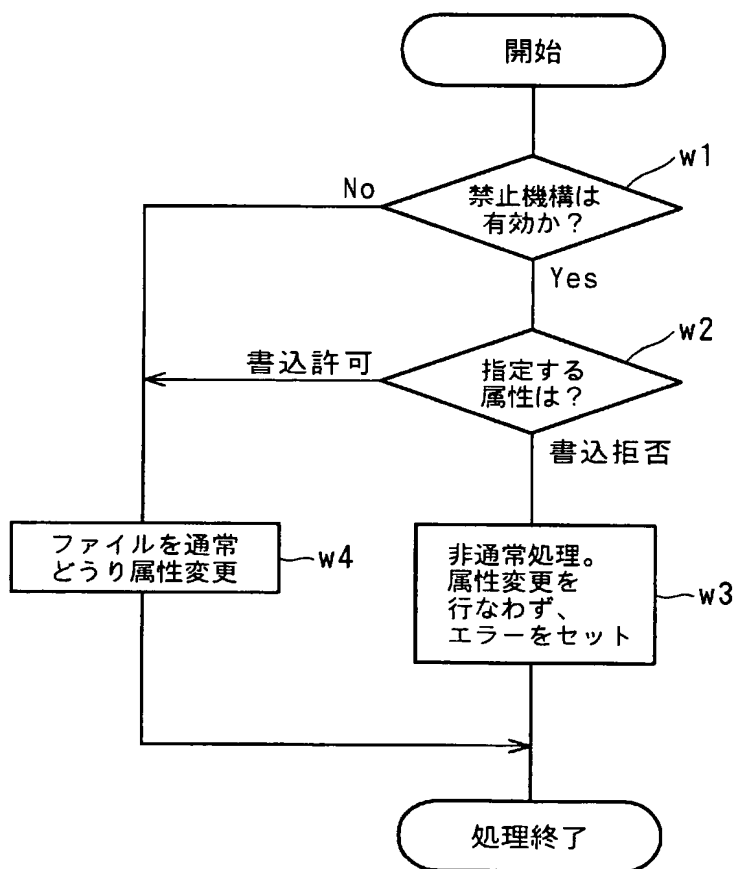 開始
w1
禁止機構は
有効か？
No
Yes
w2
書込許可
指定する
属性は？
書込拒否
ファイルを通常
どうり属性変更
w4
非通常処理。
属性変更を
行なわず、
エラーをセット
w3
処理終了